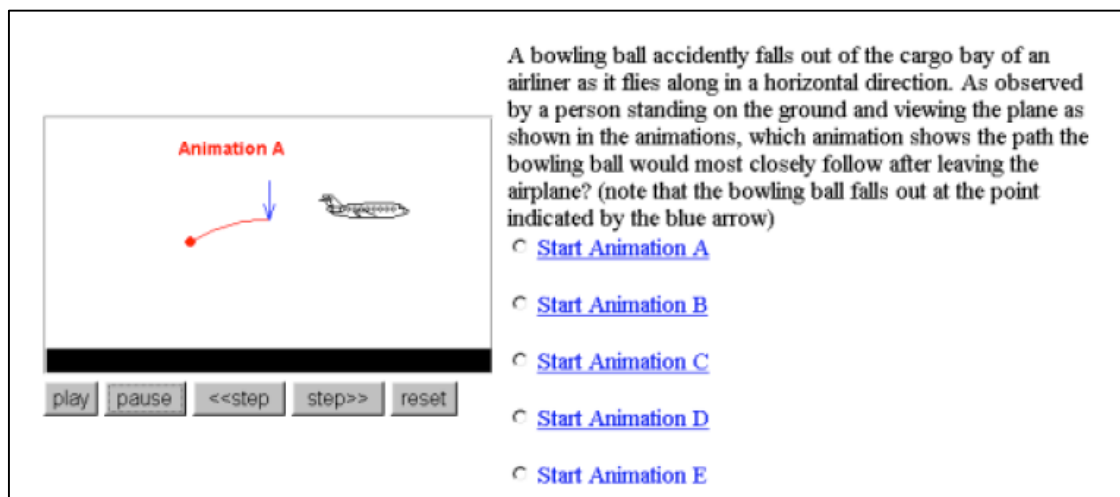 A bowling ball accidently falls out of the cargo bay of an
airliner as it flies along in a horizontal direction. As observed
by a person standing on the ground and viewing the plane as
shown in the animations, which animation shows the path the
bowling ball would most closely follow after leaving the
airplane? (note that the bowling ball falls out at the point
indicated by the blue arrow)
Start Animation A
Start Animation B
Start Animation C
Start Animation D
Start Animation E
Animation A
play
pause
<<step
step>>
reset